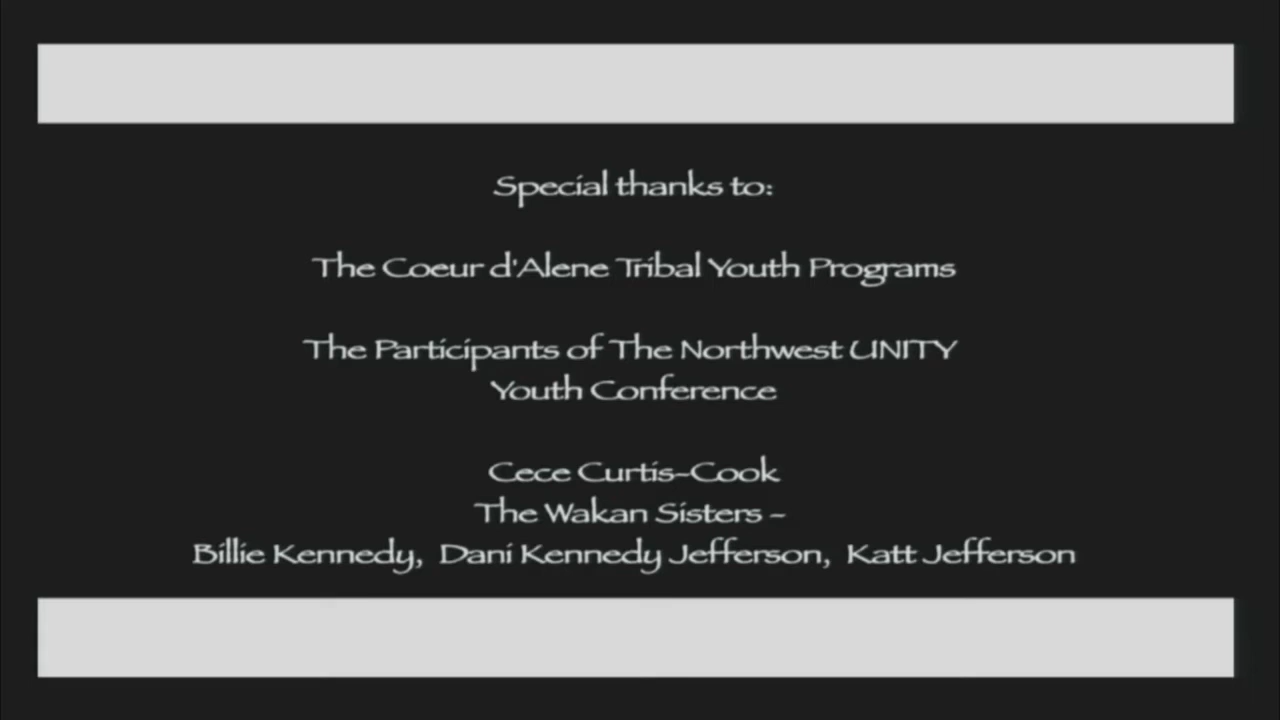 Special thanks to:
The Coeur d'Alene Tribal Youth Programs
The Participants of The Northwest UNITY
Youth Conference
Cece Curtis-Cook
The Wakan Sisters -
Billie Kennedy, Dani Kennedy Jefferson, Katt Jefferson